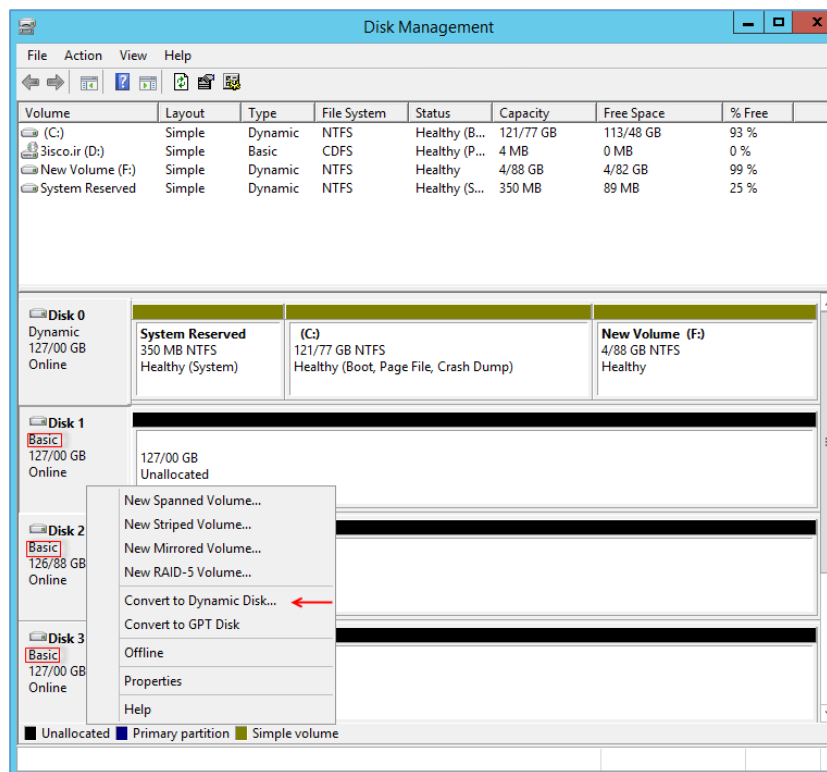 Disk Management
File Action View Help
Volume Layout Type File System Status Capacity Free Space % Free
(C:) Simple Dynamic NTFS Healthy (B... 121/77 GB 113/48 GB 93 %
3isco.ir (D:) Simple Basic CDFS Healthy (P... 4 MB 0 MB 0 %
New Volume (F:) Simple Dynamic NTFS Healthy 4/88 GB 4/82 GB 99 %
System Reserved Simple Dynamic NTFS Healthy (S... 350 MB 89 MB 25 %
Disk 0
Dynamic
127/00 GB
Online
System Reserved
350 MB NTFS
Healthy (System)
(C:)
121/77 GB NTFS
Healthy (Boot, Page File, Crash Dump)
New Volume (F:)
4/88 GB NTFS
Healthy
Disk 1
Basic
127/00 GB
Online
127/00 GB
Unallocated
Disk 2
Basic
126/88 GB
Online
Disk 3
Basic
127/00 GB
Online
New Spanned Volume...
New Striped Volume...
New Mirrored Volume...
New RAID-5 Volume...
Convert to Dynamic Disk...
Convert to GPT Disk
Offline
Properties
Help
Unallocated Primary partition Simple volume